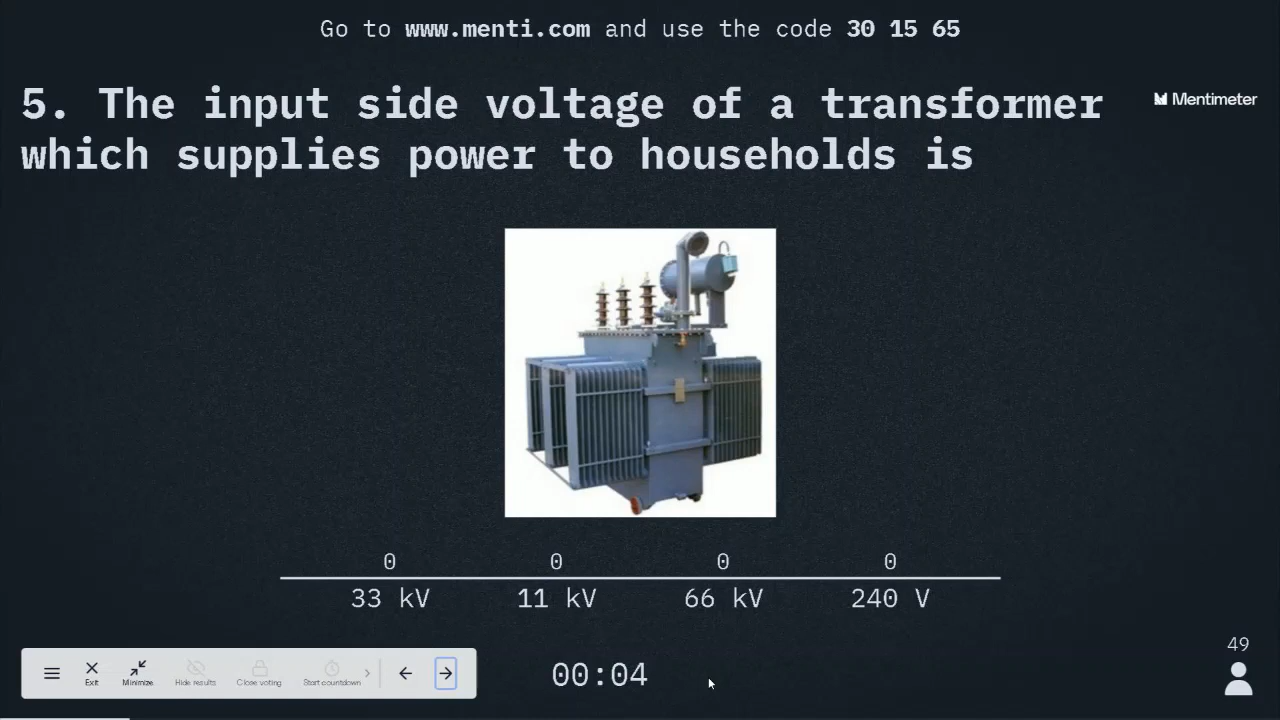 Go to www.menti.com and use the code 30 15 65
5. The input side voltage of a transformer
which supplies power to households is
Mentimeter
0 0 0 0
33 kV 11 kV 66 kV 240 V
49
Exit Minimize Hide results Close voting Start countdown
00:04